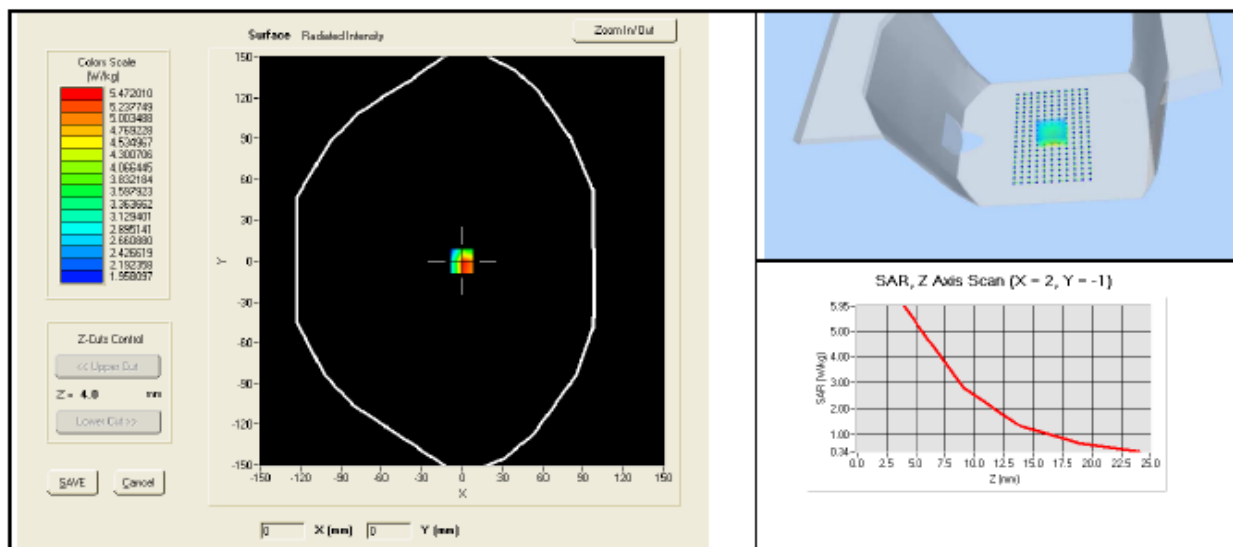 Surface Radiated Intensity
Zoom In/Out
Colors Scale
(W/kg)
5.472010
5.237749
5.003488
4.769228
4.534967
4.300706
4.066445
3.832184
3.597923
3.363662
3.129401
2.895141
2.660880
2.426619
2.192358
1.958097
Z-Cuts Control
<< Upper Cut
Z = 4.0 mm
Lower Cut >>
SAVE Cancel
150
120
90
60
30
0
-30
-60
-90
-120
-150
Y
-150 -120 -90 -60 -30 0 30 60 90 120 150
X
0 X (mm) 0 Y (mm)
SAR, Z Axis Scan (X = 2, Y = -1)
SAR (W/kg)
5.95
5.00
4.00
3.00
2.00
1.00
0.34
0.0 2.5 5.0 7.5 10.0 12.5 15.0 17.5 20.0 22.5 25.0
Z (mm)